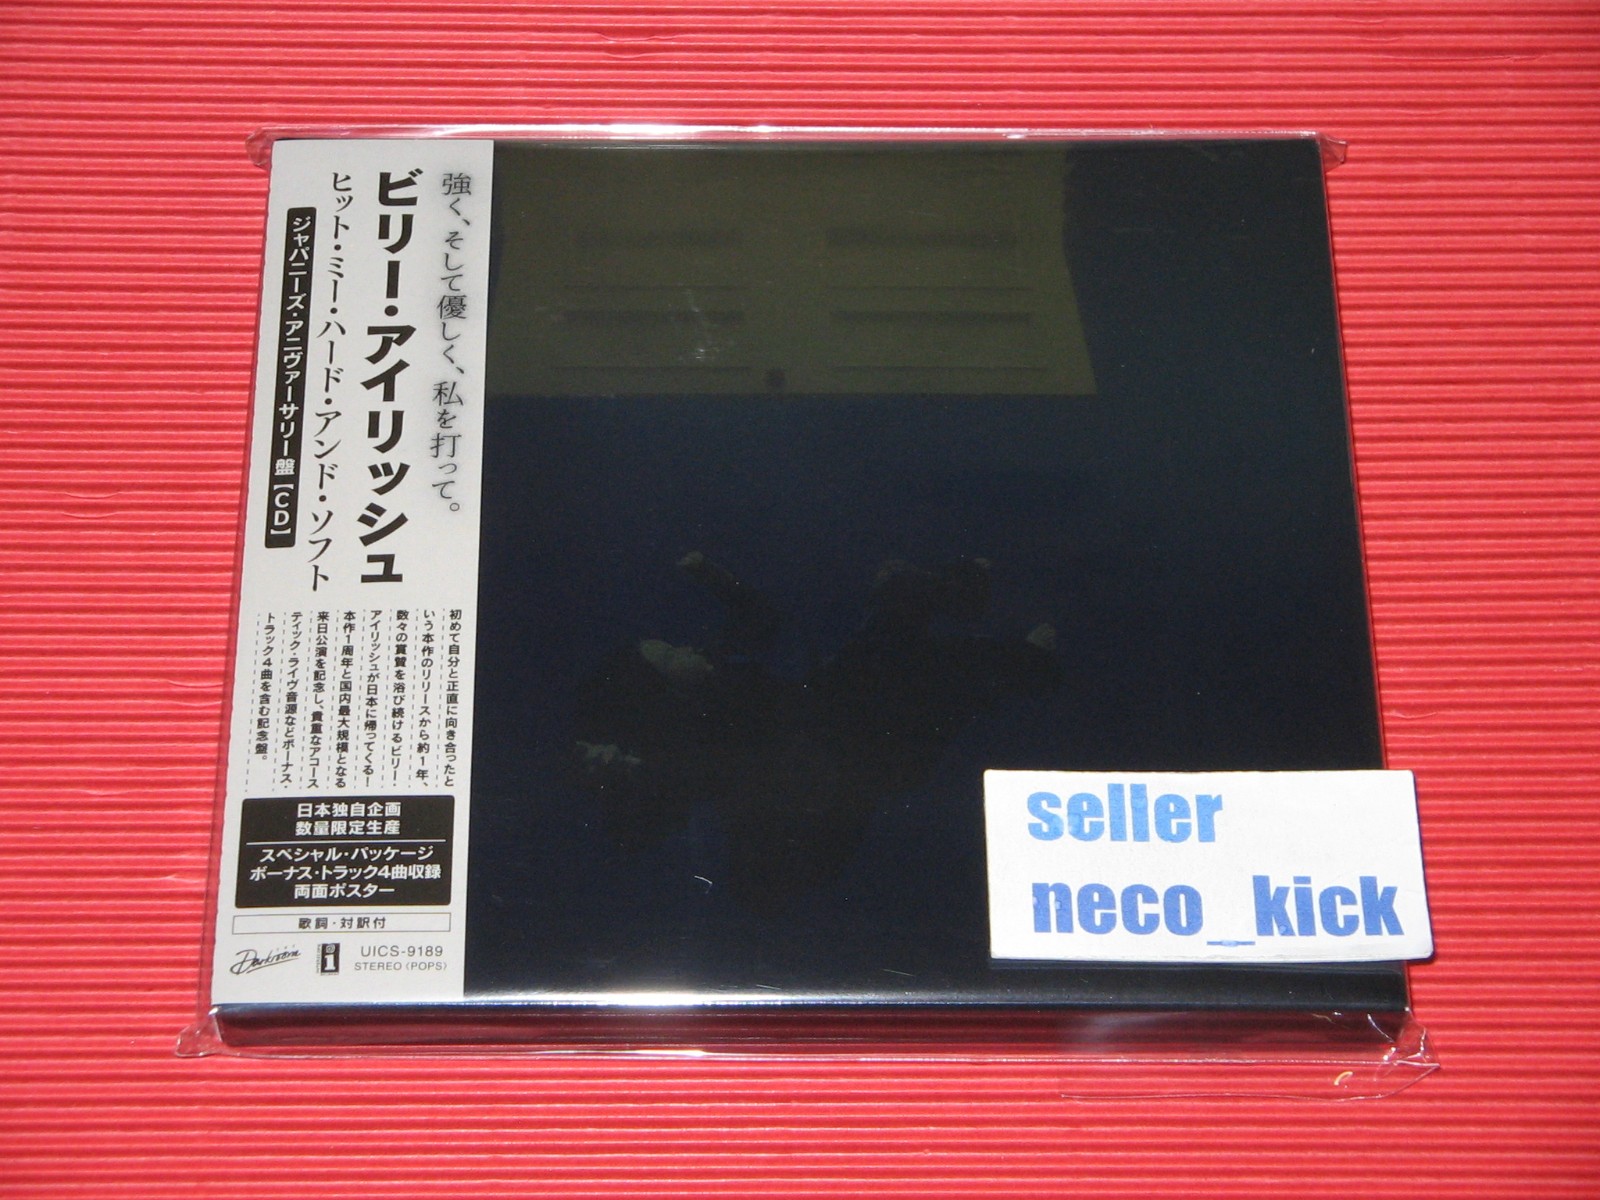 強く、そして優しく、私を打って。
ビリー・アイリッシュ
ヒット・ミー・ハード・アンド・ソフト
ジャパニーズ・アニヴァーサリー盤【CD】
初めて自分と正直に向き合ったと
いう本作のリリースから約1年、
数々の賞賛を浴び続けるビリー・
アイリッシュが日本に帰ってくる！
本作1周年と国内最大規模となる
来日公演を記念し、貴重なアコース
ティック・ライヴ音源などボーナス・
トラック4曲を含む記念盤。
日本独自企画
数量限定生産
スペシャル・パッケージ
ボーナス・トラック4曲収録
両面ポスター
歌詞・対訳付
Darkroom
UICS-9189
STEREO (POPS)
seller
neco_kick